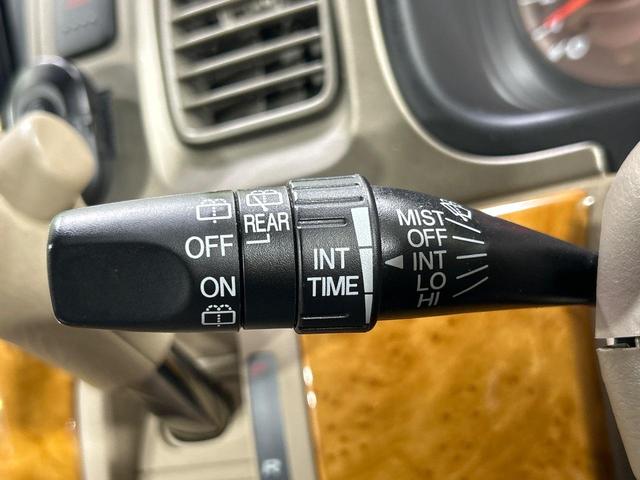 OFF
ON
REAR
INT
TIME
MIST
OFF
INT
LO
HI
R